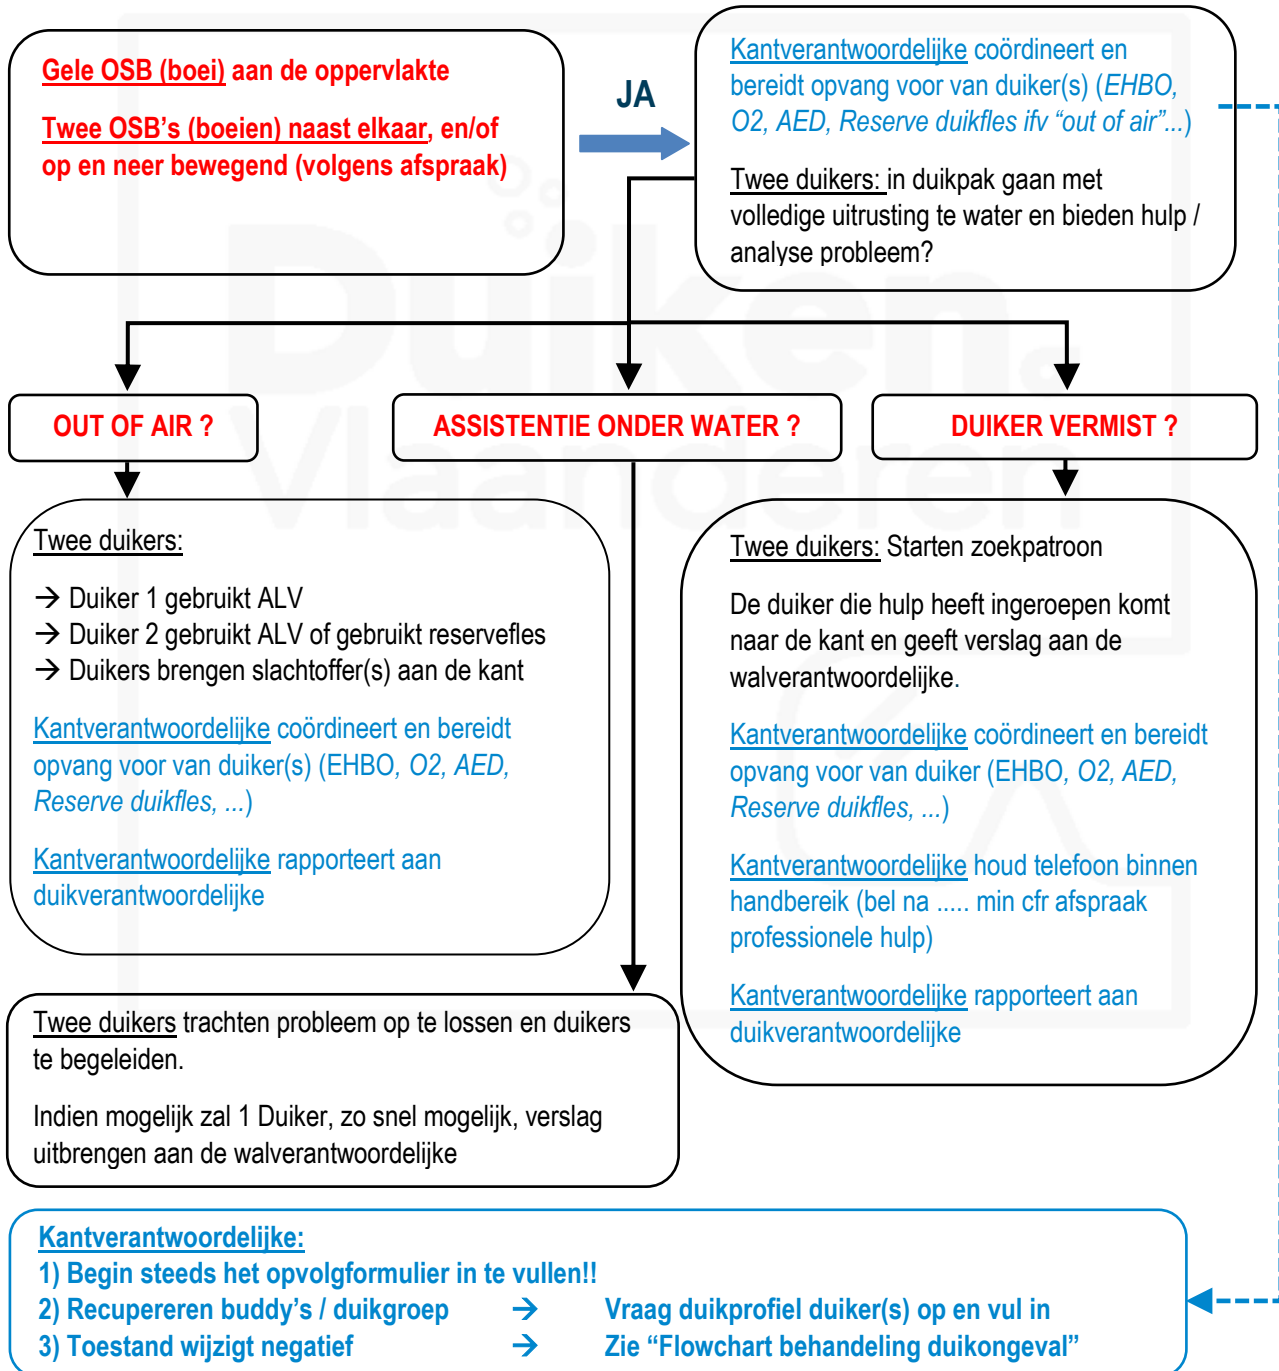 Gele OSB (boei) aan de oppervlakte
Twee OSB's (boeien) naast elkaar, en/of
op en neer bewegend (volgens afspraak)
JA
Kantverantwoordelijke coördineert en
bereidt opvang voor van duiker(s) (EHBO,
O2, AED, Reserve duikfles ifv “out of air”...)
Twee duikers: in duikpak gaan met
volledige uitrusting te water en bieden hulp /
analyse probleem?
OUT OF AIR ?
ASSISTENTIE ONDER WATER ?
DUIKER VERMIST ?
Twee duikers:
→ Duiker 1 gebruikt ALV
→ Duiker 2 gebruikt ALV of gebruikt reservefles
→ Duikers brengen slachtoffer(s) aan de kant
Kantverantwoordelijke coördineert en bereidt
opvang voor van duiker(s) (EHBO, O2, AED,
Reserve duikfles, ...)
Kantverantwoordelijke rapporteert aan
duikverantwoordelijke
Twee duikers: Starten zoekpatroon
De duiker die hulp heeft ingeroepen komt
naar de kant en geeft verslag aan de
walverantwoordelijke.
Kantverantwoordelijke coördineert en bereidt
opvang voor van duiker (EHBO, O2, AED,
Reserve duikfles, ...)
Kantverantwoordelijke houd telefoon binnen
handbereik (bel na ..... min cfr afspraak
professionele hulp)
Kantverantwoordelijke rapporteert aan
duikverantwoordelijke
Twee duikers trachten probleem op te lossen en duikers
te begeleiden.
Indien mogelijk zal 1 Duiker, zo snel mogelijk, verslag
uitbrengen aan de walverantwoordelijke
Kantverantwoordelijke:
1) Begin steeds het opvolgformulier in te vullen!!
2) Recupereren buddy's / duikgroep → Vraag duikprofiel duiker(s) op en vul in
3) Toestand wijzigt negatief → Zie “Flowchart behandeling duikongeval”
Duiken
Vlaanderen